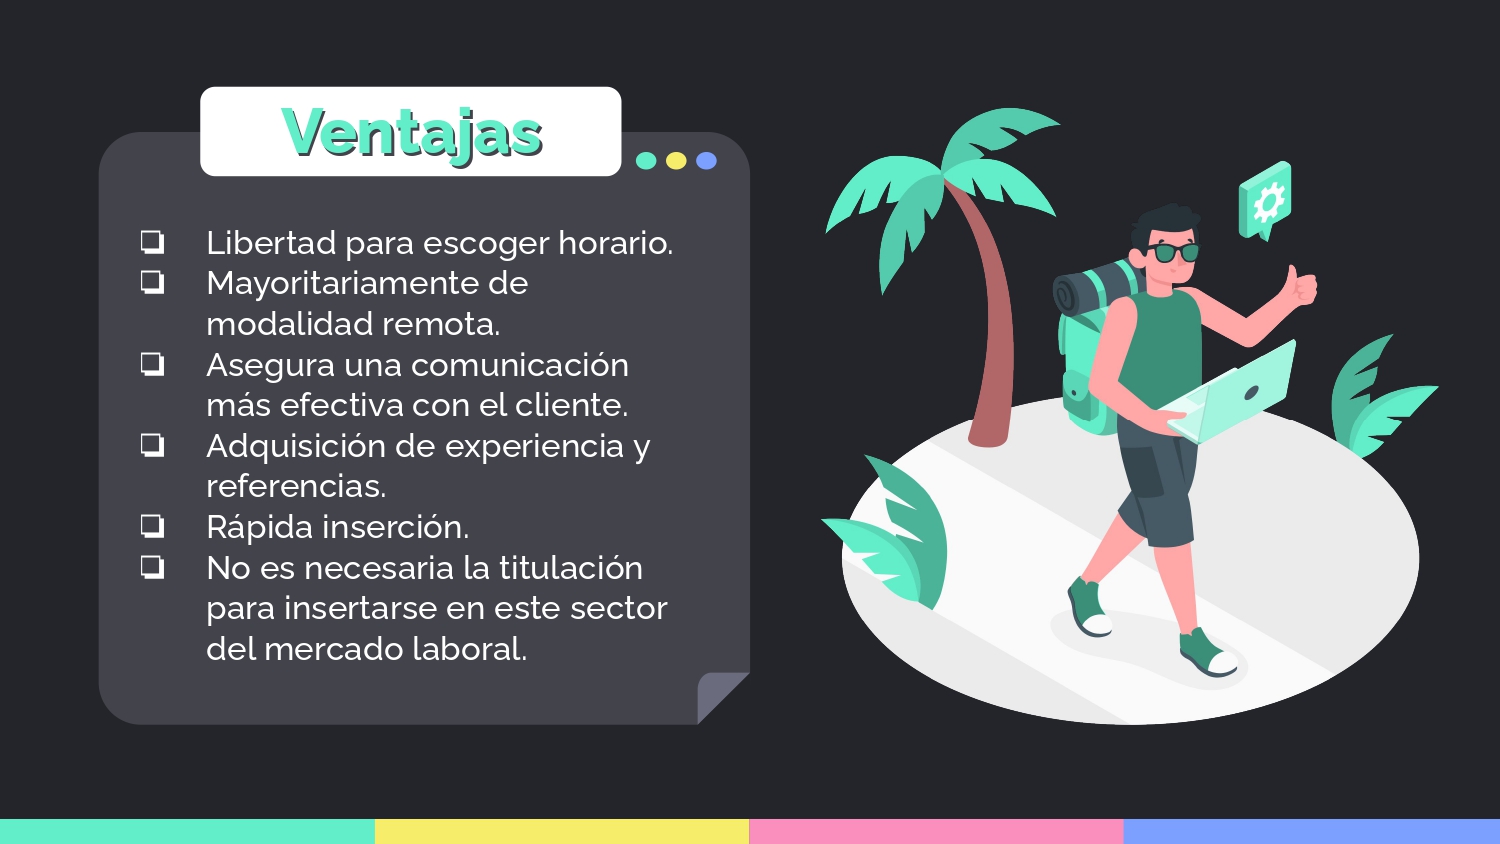 Ventajas
❏ Libertad para escoger horario.
❏ Mayoritariamente de
modalidad remota.
❏ Asegura una comunicación
más efectiva con el cliente.
❏ Adquisición de experiencia y
referencias.
❏ Rápida inserción.
❏ No es necesaria la titulación
para insertarse en este sector
del mercado laboral.